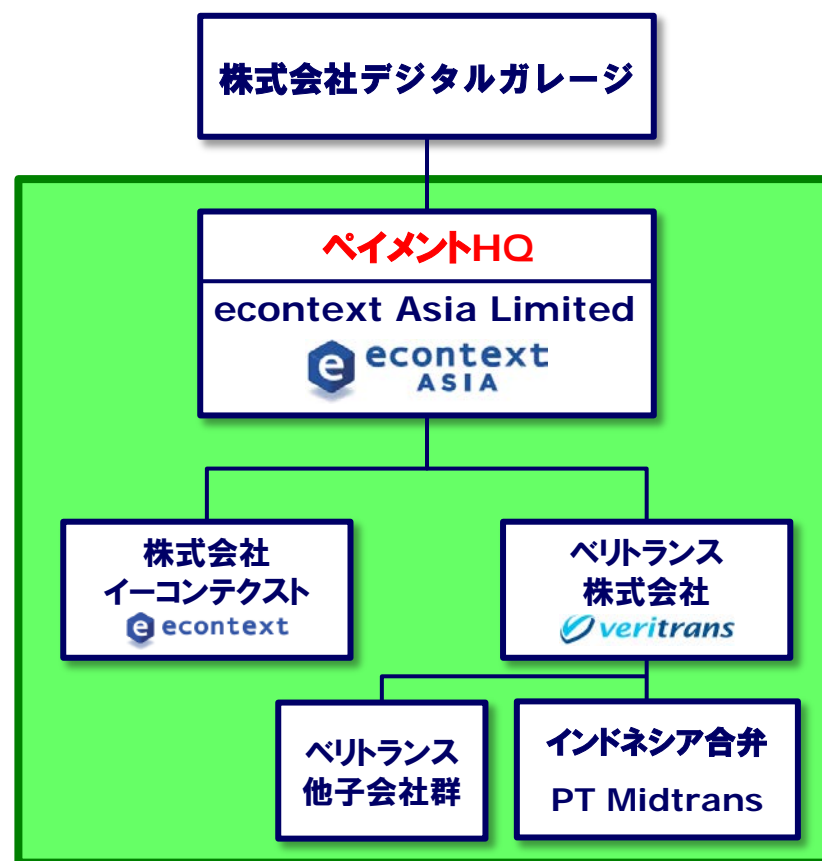 株式会社デジタルガレージ
ペイメントHQ
econtext Asia Limited
e econtext
ASIA
株式会社
イーコンテクスト
e econtext
ベリトランス
株式会社
veritrans
ベリトランス
他子会社群
インドネシア合弁
PT Midtrans